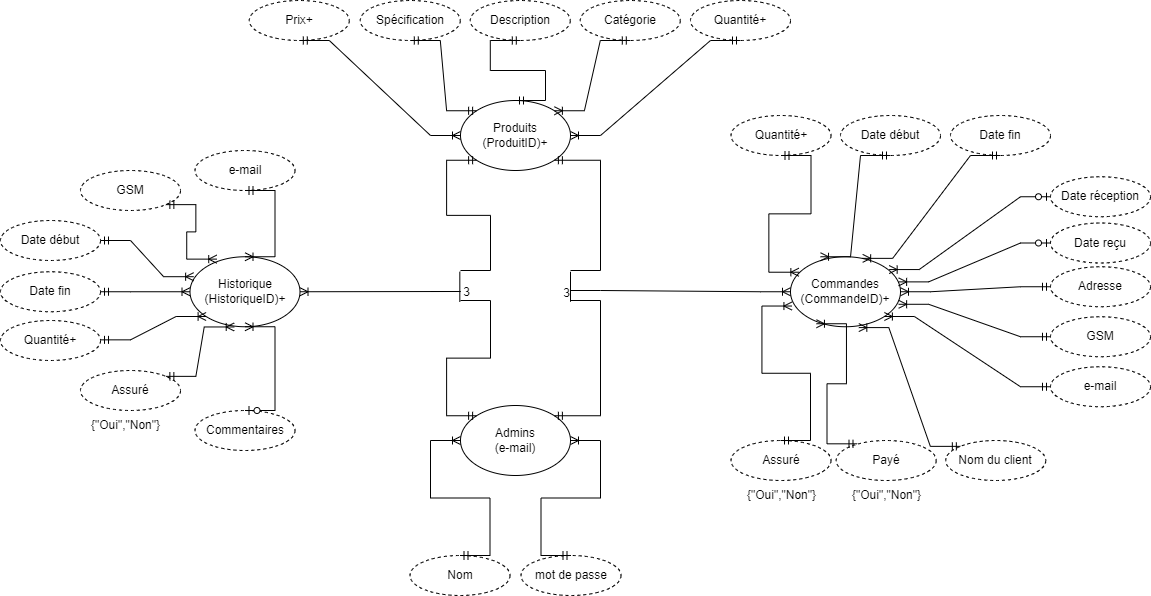 Prix+
Spécification
Description
Catégorie
Quantité+
Produits
(ProduitID)+
Quantité+
Date début
Date fin
e-mail
GSM
Date début
Date fin
Quantité+
Assuré
{"Oui","Non"}
Commentaires
Historique
(HistoriqueID)+
3
3
Commandes
(CommandeID)+
Date réception
Date reçu
Adresse
GSM
e-mail
Assuré
{"Oui","Non"}
Payé
{"Oui","Non"}
Nom du client
Admins
(e-mail)
Nom
mot de passe